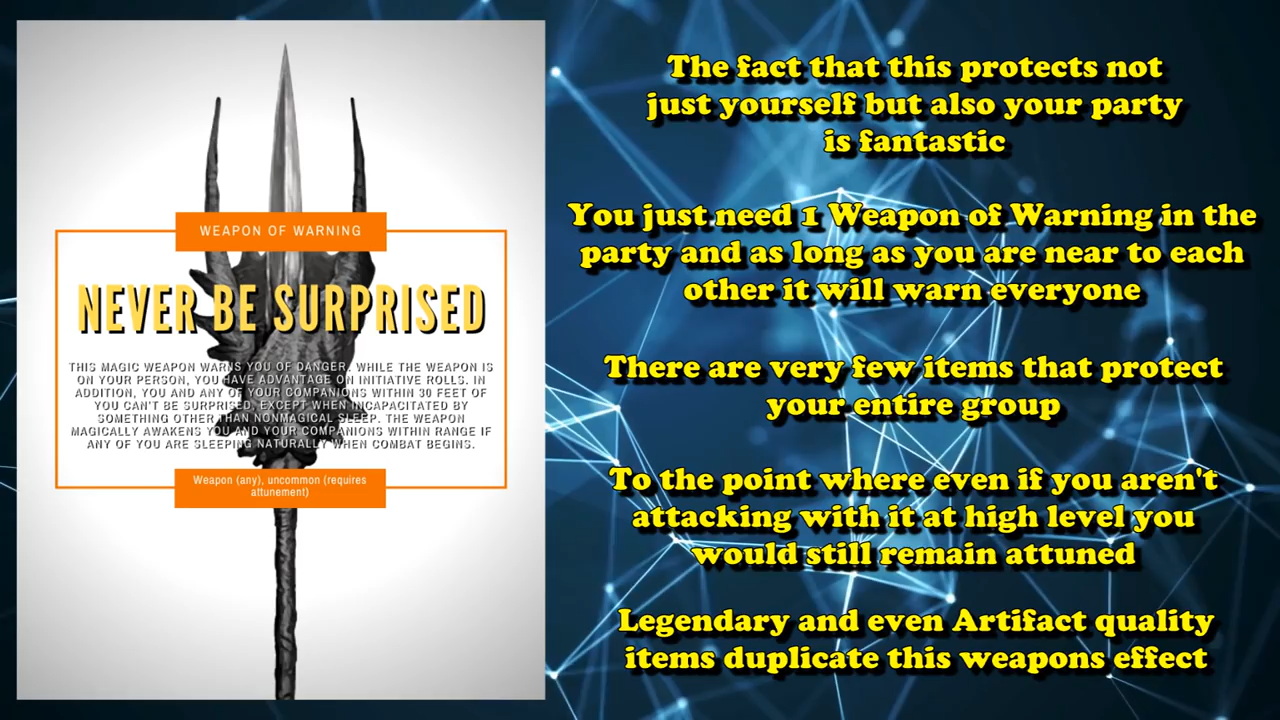 WEAPON OF WARNING
NEVER BE SURPRISED
THIS MAGIC WEAPON WARNS YOU OF DANGER. WHILE THE WEAPON IS
ON YOUR PERSON, YOU HAVE ADVANTAGE ON INITIATIVE ROLLS. IN
ADDITION, YOU AND ANY OF YOUR COMPANIONS WITHIN 30 FEET OF
YOU CAN'T BE SURPRISED, EXCEPT WHEN INCAPACITATED BY
SOMETHING OTHER THAN NONMAGICAL SLEEP. THE WEAPON
MAGICALLY AWAKENS YOU AND YOUR COMPANIONS WITHIN RANGE IF
ANY OF YOU ARE SLEEPING NATURALLY WHEN COMBAT BEGINS.
Weapon (any), uncommon (requires
attunement)
The fact that this protects not
just yourself but also your party
is fantastic
You just need 1 Weapon of Warning in the
party and as long as you are near to each
other it will warn everyone
There are very few items that protect
your entire group
To the point where even if you aren't
attacking with it at high level you
would still remain attuned
Legendary and even Artifact quality
items duplicate this weapons effect